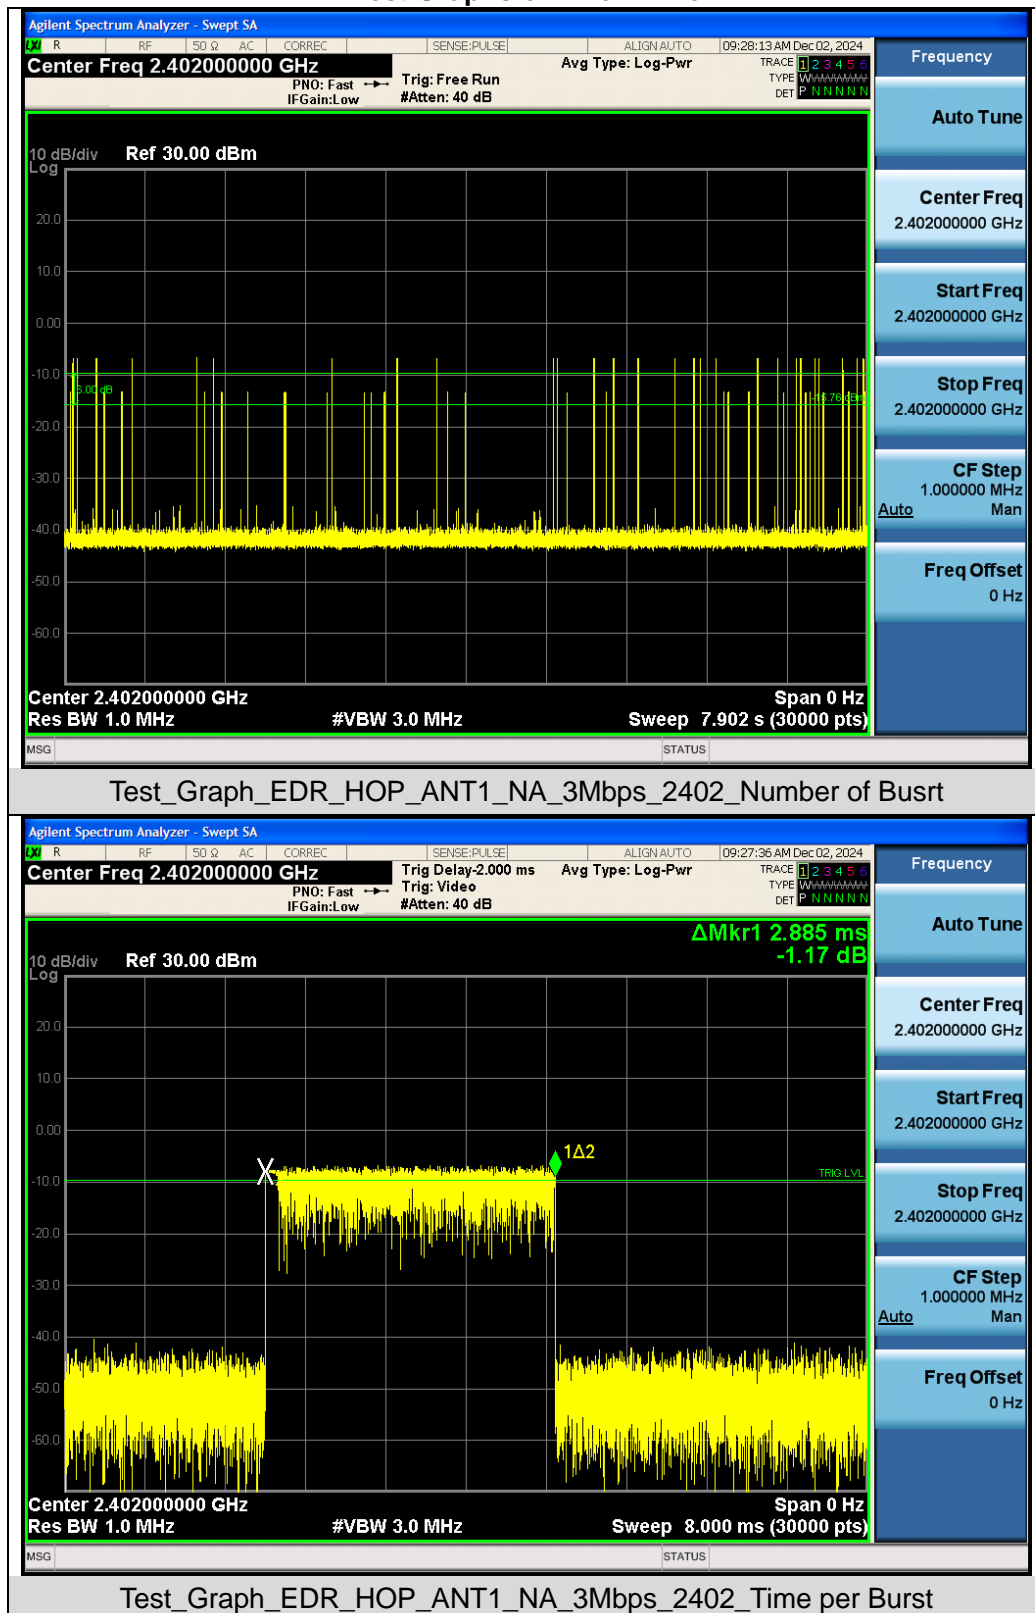 Agilent Spectrum Analyzer - Swept SA
LXI R RF 50 Ω AC CORREC SENSE:PULSE ALIGN AUTO 09:28:13 AM Dec 02, 2024
Center Freq 2.402000000 GHz
PNO: Fast
IFGain:Low
Trig: Free Run
#Atten: 40 dB
Avg Type: Log-Pwr
TRACE 1 2 3 4 5 6
TYPE
DET P N N N N N
10 dB/div Ref 30.00 dBm
Log
20.0
10.0
0.00
-10.0
-20.0
-30.0
-40.0
-50.0
-60.0
-15.76 dBm
Center 2.402000000 GHz Span 0 Hz
Res BW 1.0 MHz #VBW 3.0 MHz Sweep 7.902 s (30000 pts)
MSG STATUS
Frequency
Auto Tune
Center Freq
2.402000000 GHz
Start Freq
2.402000000 GHz
Stop Freq
2.402000000 GHz
CF Step
1.000000 MHz
Auto Man
Freq Offset
0 Hz
Test_Graph_EDR_HOP_ANT1_NA_3Mbps_2402_Number of Busrt
Agilent Spectrum Analyzer - Swept SA
LXI R RF 50 Ω AC CORREC SENSE:PULSE ALIGN AUTO 09:27:36 AM Dec 02, 2024
Center Freq 2.402000000 GHz
PNO: Fast
IFGain:Low
Trig Delay-2.000 ms
Trig: Video
#Atten: 40 dB
Avg Type: Log-Pwr
TRACE 1 2 3 4 5 6
TYPE
DET P N N N N N
ΔMkr1 2.885 ms
-1.17 dB
10 dB/div Ref 30.00 dBm
Log
20.0
10.0
0.00
-10.0
-20.0
-30.0
-40.0
-50.0
-60.0
1Δ2
TRIG LVL
Center 2.402000000 GHz Span 0 Hz
Res BW 1.0 MHz #VBW 3.0 MHz Sweep 8.000 ms (30000 pts)
MSG STATUS
Frequency
Auto Tune
Center Freq
2.402000000 GHz
Start Freq
2.402000000 GHz
Stop Freq
2.402000000 GHz
CF Step
1.000000 MHz
Auto Man
Freq Offset
0 Hz
Test_Graph_EDR_HOP_ANT1_NA_3Mbps_2402_Time per Burst